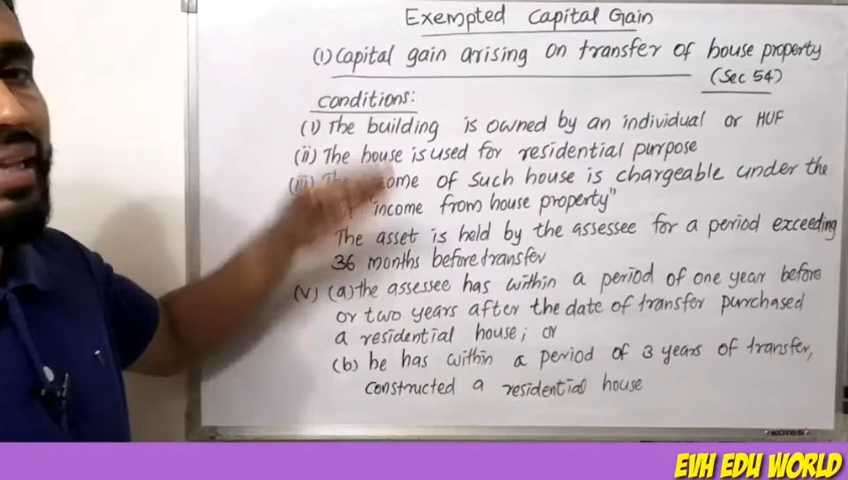 Exempted Capital Gain
(1) Capital gain arising on transfer of house property
(Sec 54)
Conditions:
(i) The building is owned by an individual or HUF
(ii) The house is used for residential purpose
(iii) The income of such house is chargeable under the
"income from house property"
The asset is held by the assessee for a period exceeding
36 months before transfer
(v) (a) the assessee has within a period of one year before
or two years after the date of transfer purchased
a residential house; or
(b) he has within a period of 3 years of transfer,
constructed a residential house
EVH EDU WORLD